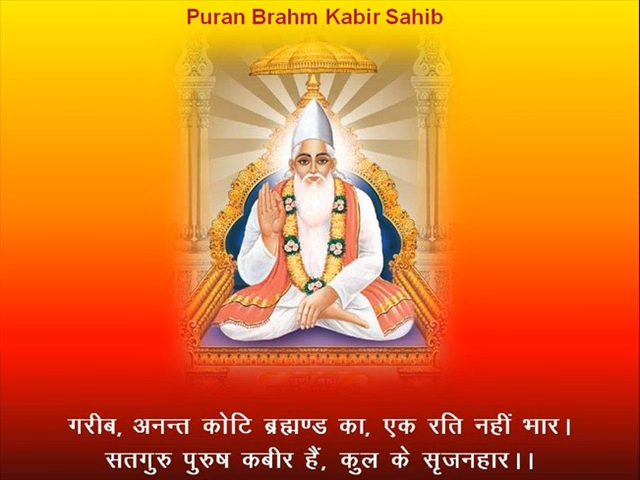 Puran Brahm Kabir Sahib
गरीब, अनन्त कोटि ब्रह्मण्ड का, एक रति नहीं भार।
सतगुरु पुरुष कबीर हैं, कुल के सृजनहार।।